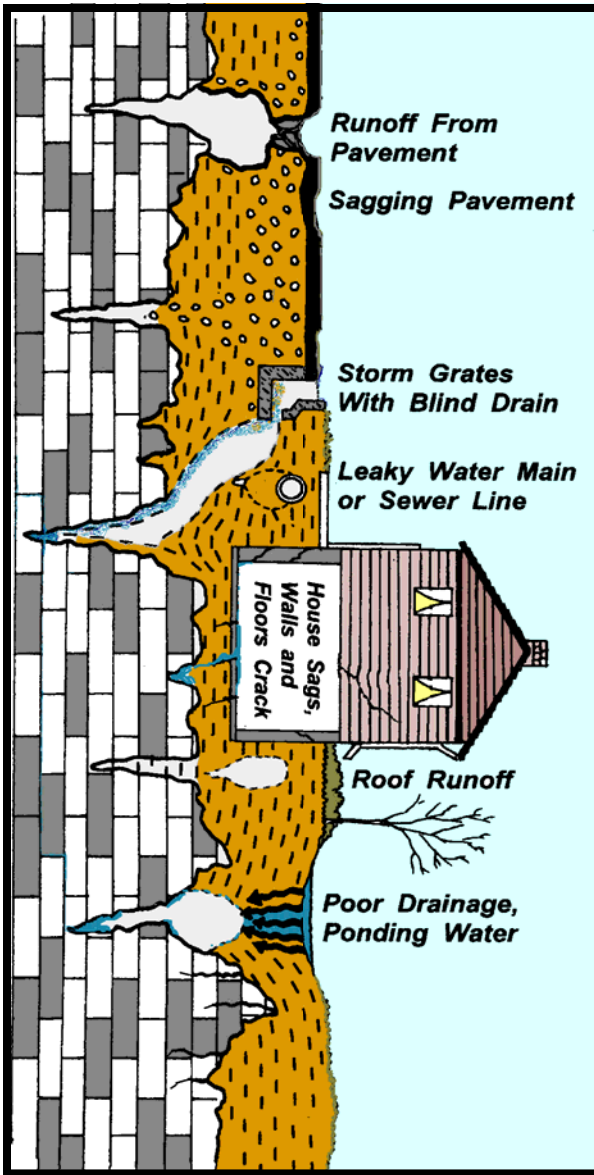 Runoff From
Pavement
Sagging Pavement
Storm Grates
With Blind Drain
Leaky Water Main
or Sewer Line
House Sags,
Walls and
Floors Crack
Roof Runoff
Poor Drainage,
Ponding Water